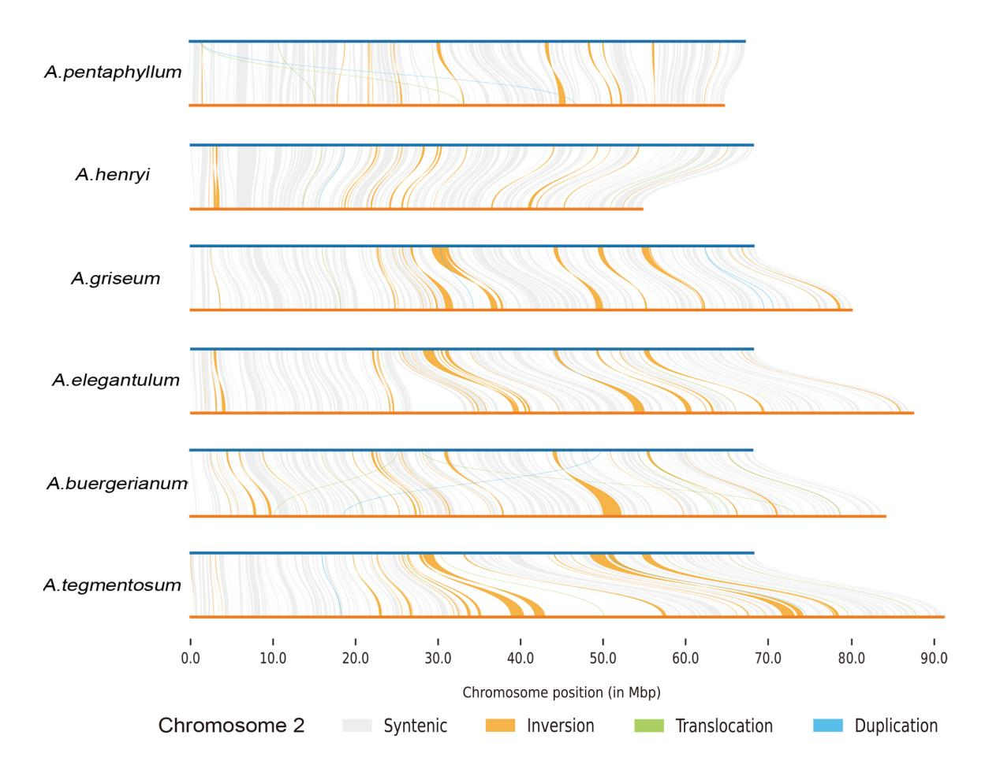 A.pentaphyllum
A.henryi
A.griseum
A.elegantulum
A.buergerianum
A.tegmentosum
0.0 10.0 20.0 30.0 40.0 50.0 60.0 70.0 80.0 90.0
Chromosome position (in Mbp)
Chromosome 2 Syntenic Inversion Translocation Duplication